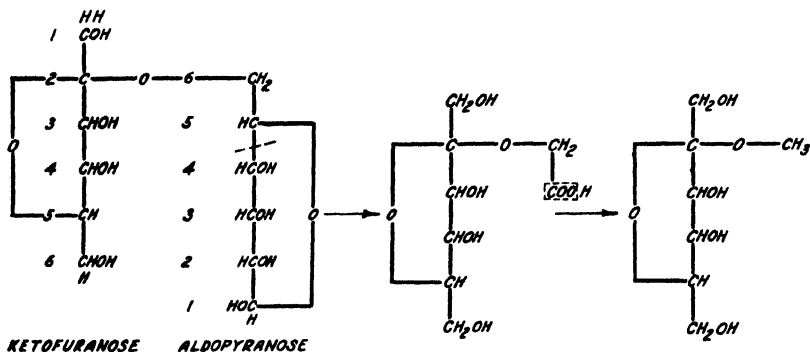 HH
1 COH
2 C O 6 CH2
3 CHOH 5 HC
O
4 CHOH 4 HCOH
5 CH 3 HCOH O
6 CHOH 2 HCOH
H
1 HOC
H
KETOFURANOSE ALDOPYRANOSE
CH2OH
C O CH2
CHOH COO H
O
CHOH
CH
CH2OH
CH2OH
C O CH3
CHOH
O
CHOH
CH
CH2OH